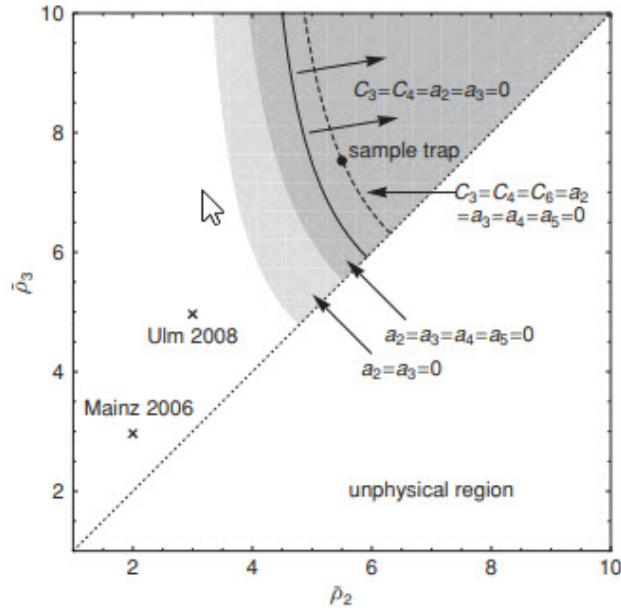 10
8
6
4
2
ρ̃₃
C₃=C₄=a₂=a₃=0
sample trap
C₃=C₄=C₆=a₂
=a₃=a₄=a₅=0
a₂=a₃=a₄=a₅=0
a₂=a₃=0
Ulm 2008
Mainz 2006
unphysical region
2 4 6 8 10
ρ̃₂